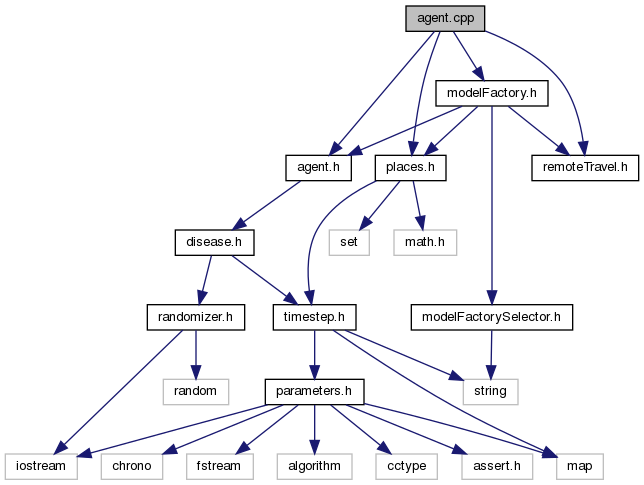 agent.cpp
modelFactory.h
agent.h
places.h
remoteTravel.h
disease.h
set
math.h
randomizer.h
timestep.h
modelFactorySelector.h
random
parameters.h
string
iostream
chrono
fstream
algorithm
cctype
assert.h
map